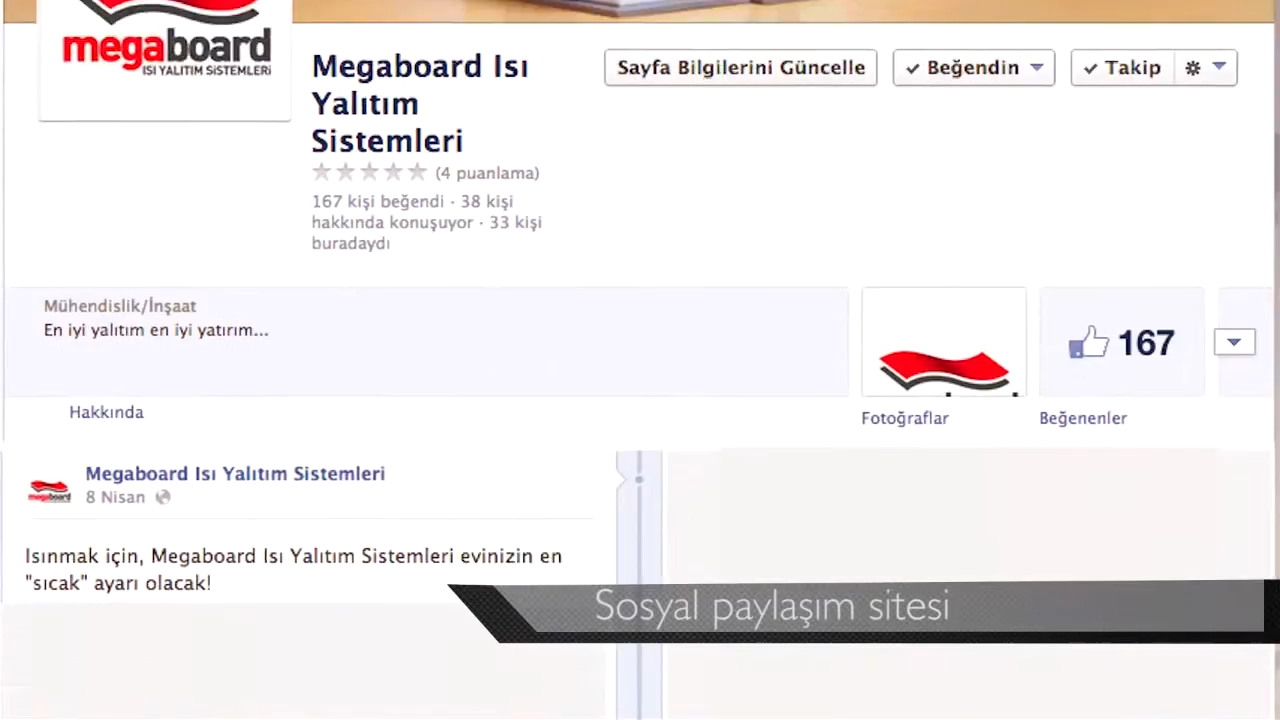 megaboard
ISI YALITIM SİSTEMLERİ
Megaboard Isı
Yalıtım
Sistemleri
(4 puanlama)
167 kişi beğendi · 38 kişi
hakkında konuşuyor · 33 kişi
buradaydı
Sayfa Bilgilerini Güncelle
Beğendin
Takip
Mühendislik/İnşaat
En iyi yalıtım en iyi yatırım...
167
Hakkında
Fotoğraflar
Beğenenler
megaboard
Megaboard Isı Yalıtım Sistemleri
8 Nisan
Isınmak için, Megaboard Isı Yalıtım Sistemleri evinizin en
"sıcak" ayarı olacak!
Sosyal paylaşım sitesi